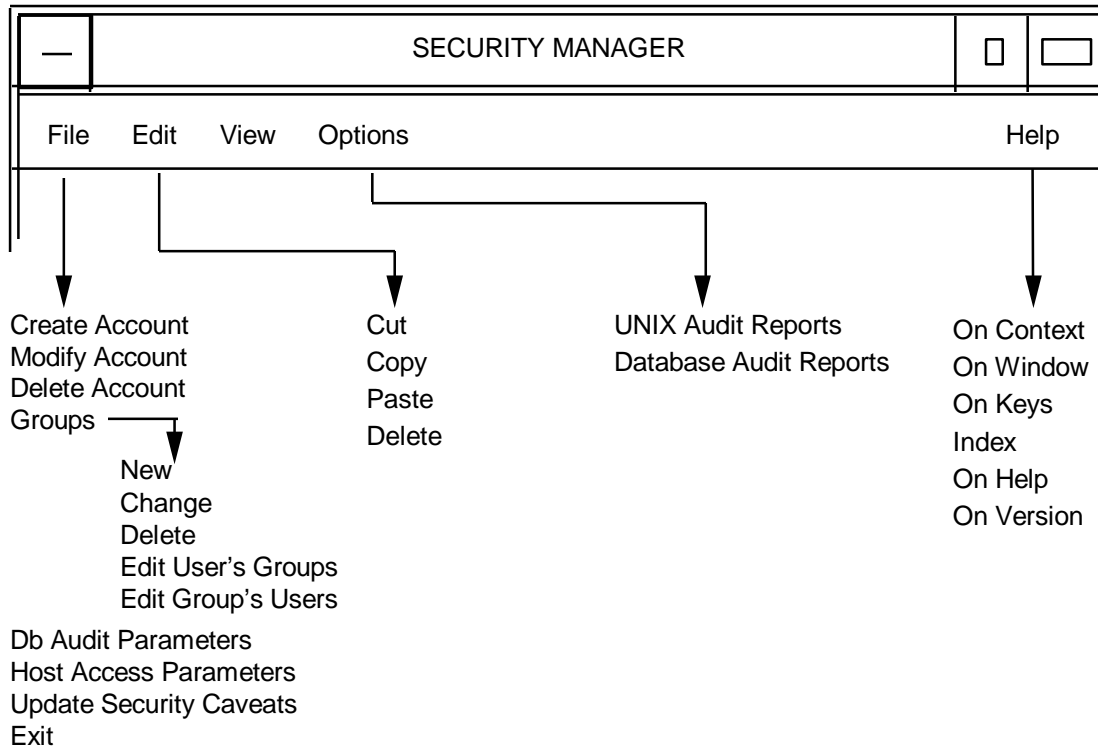 SECURITY MANAGER
File Edit View Options Help
Create Account
Modify Account
Delete Account
Groups
New
Change
Delete
Edit User’s Groups
Edit Group’s Users
Db Audit Parameters
Host Access Parameters
Update Security Caveats
Exit
Cut
Copy
Paste
Delete
UNIX Audit Reports
Database Audit Reports
On Context
On Window
On Keys
Index
On Help
On Version